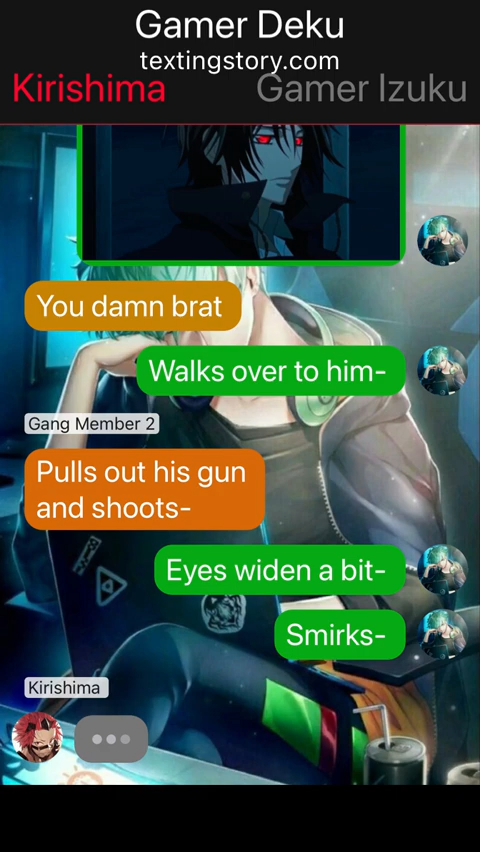 Gamer Deku
textingstory.com
Kirishima
Gamer Izuku
You damn brat
Walks over to him-
Gang Member 2
Pulls out his gun
and shoots-
Eyes widen a bit-
Smirks-
Kirishima